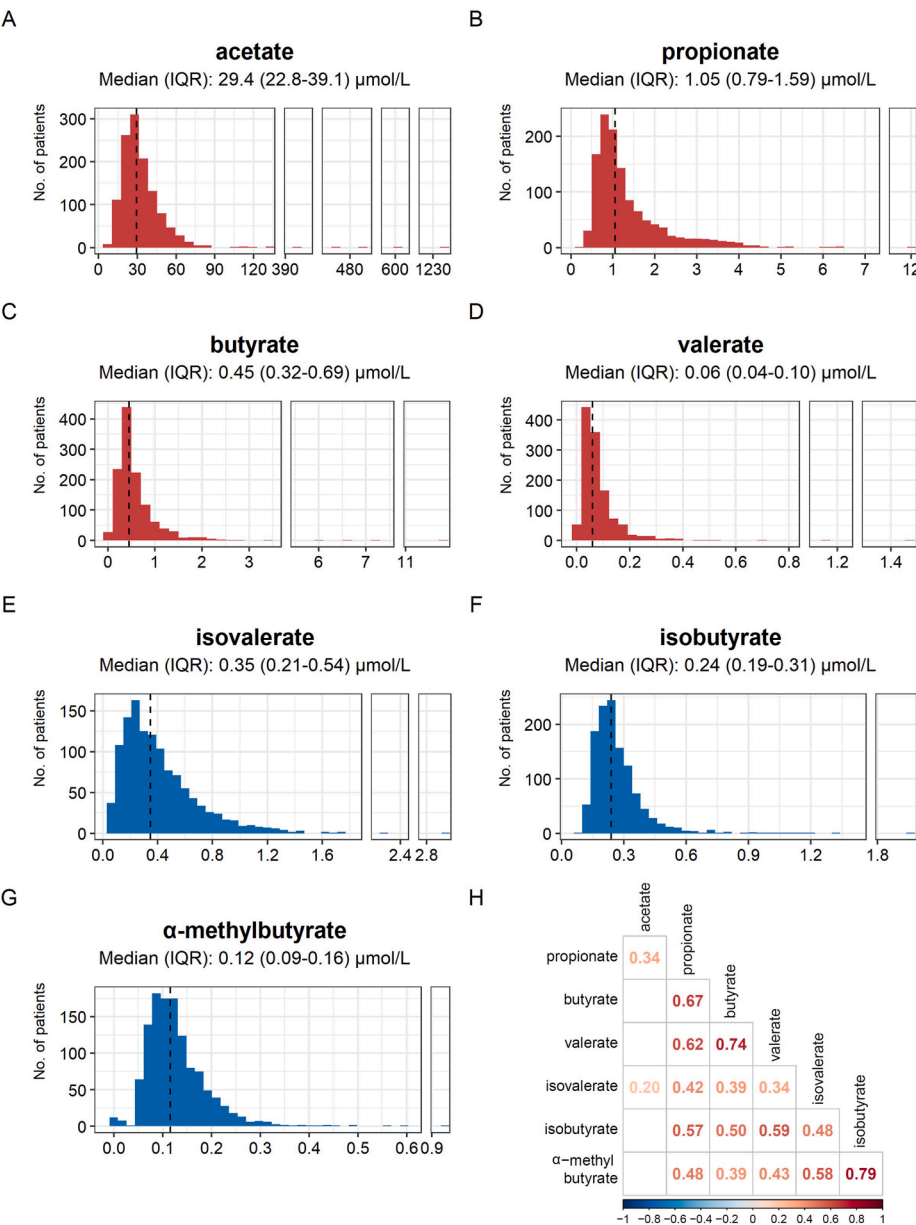 A
acetate
Median (IQR): 29.4 (22.8-39.1) µmol/L
No. of patients
300
200
100
0
0 30 60 90 120 390 480 600 1230
B
propionate
Median (IQR): 1.05 (0.79-1.59) µmol/L
No. of patients
200
100
0
0 1 2 3 4 5 6 7 12
C
butyrate
Median (IQR): 0.45 (0.32-0.69) µmol/L
No. of patients
400
300
200
100
0
0 1 2 3 6 7 11
D
valerate
Median (IQR): 0.06 (0.04-0.10) µmol/L
No. of patients
400
300
200
100
0
0.0 0.2 0.4 0.6 0.8 1.2 1.4
E
isovalerate
Median (IQR): 0.35 (0.21-0.54) µmol/L
No. of patients
150
100
50
0
0.0 0.4 0.8 1.2 1.6 2.4 2.8
F
isobutyrate
Median (IQR): 0.24 (0.19-0.31) µmol/L
No. of patients
200
100
0
0.0 0.3 0.6 0.9 1.2 1.8
G
α-methylbutyrate
Median (IQR): 0.12 (0.09-0.16) µmol/L
No. of patients
150
100
50
0
0.0 0.1 0.2 0.3 0.4 0.5 0.6 0.9
H
acetate
propionate
butyrate
valerate
isovalerate
isobutyrate
propionate 0.34
butyrate 0.67
valerate 0.62 0.74
isovalerate 0.20 0.42 0.39 0.34
isobutyrate 0.57 0.50 0.59 0.48
α−methyl
butyrate 0.48 0.39 0.43 0.58 0.79
−1 −0.8 −0.6 −0.4 −0.2 0 0.2 0.4 0.6 0.8 1